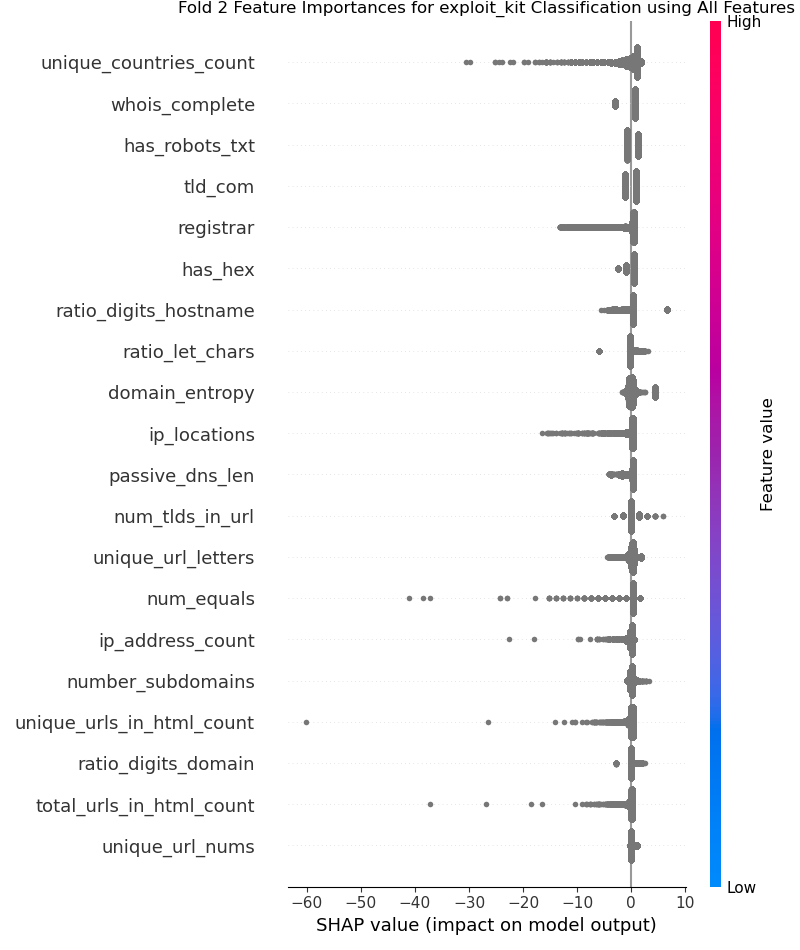 Fold 2 Feature Importances for exploit_kit Classification using All Features
High
unique_countries_count
whois_complete
has_robots_txt
tld_com
registrar
has_hex
ratio_digits_hostname
ratio_let_chars
domain_entropy
ip_locations
passive_dns_len
num_tlds_in_url
unique_url_letters
num_equals
ip_address_count
number_subdomains
unique_urls_in_html_count
ratio_digits_domain
total_urls_in_html_count
unique_url_nums
Feature value
Low
−60 −50 −40 −30 −20 −10 0 10
SHAP value (impact on model output)